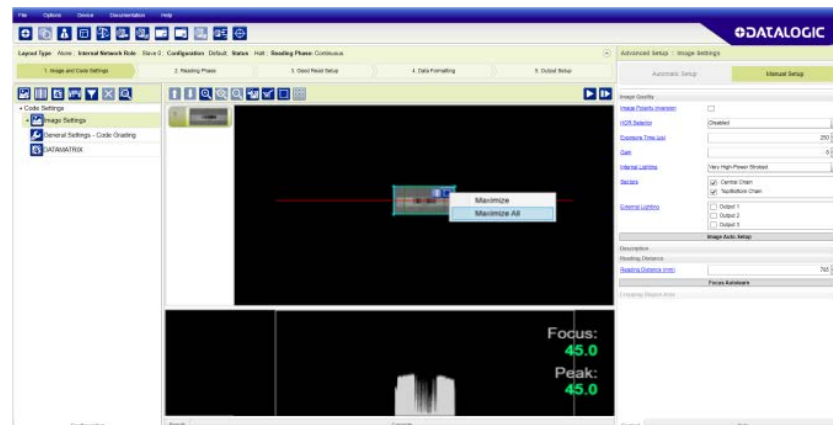 File Options Device Documentation Help
DATALOGIC
Layout Type: Alone: Internal Network Role: Slave 0: Configuration: Default Status: Halt: Reading Phase: Continuous
Advanced Setup : Image Settings
1. Image and Code Settings 2. Reading Phase 3. Good Read Setup 4. Data Formatting 5. Output Setup
Automatic Setup Manual Setup
Code Settings
Image Settings
General Settings - Code Grading
DATAMATRIX
Maximize
Maximize All
Focus:
45.0
Peak:
45.0
Image Quality
Image Polarity Inversion
HDR Selector Disabled
Exposure Time (us) 250
Gain
Internal Lighting Very High-Power Strobed
Sectors Central Chain
Top/Bottom Chain
External Lighting Output 1
Output 2
Output 3
Image Auto Setup
Description
Reading Distance
Reading Distance (mm) 765
Focus Autolearn